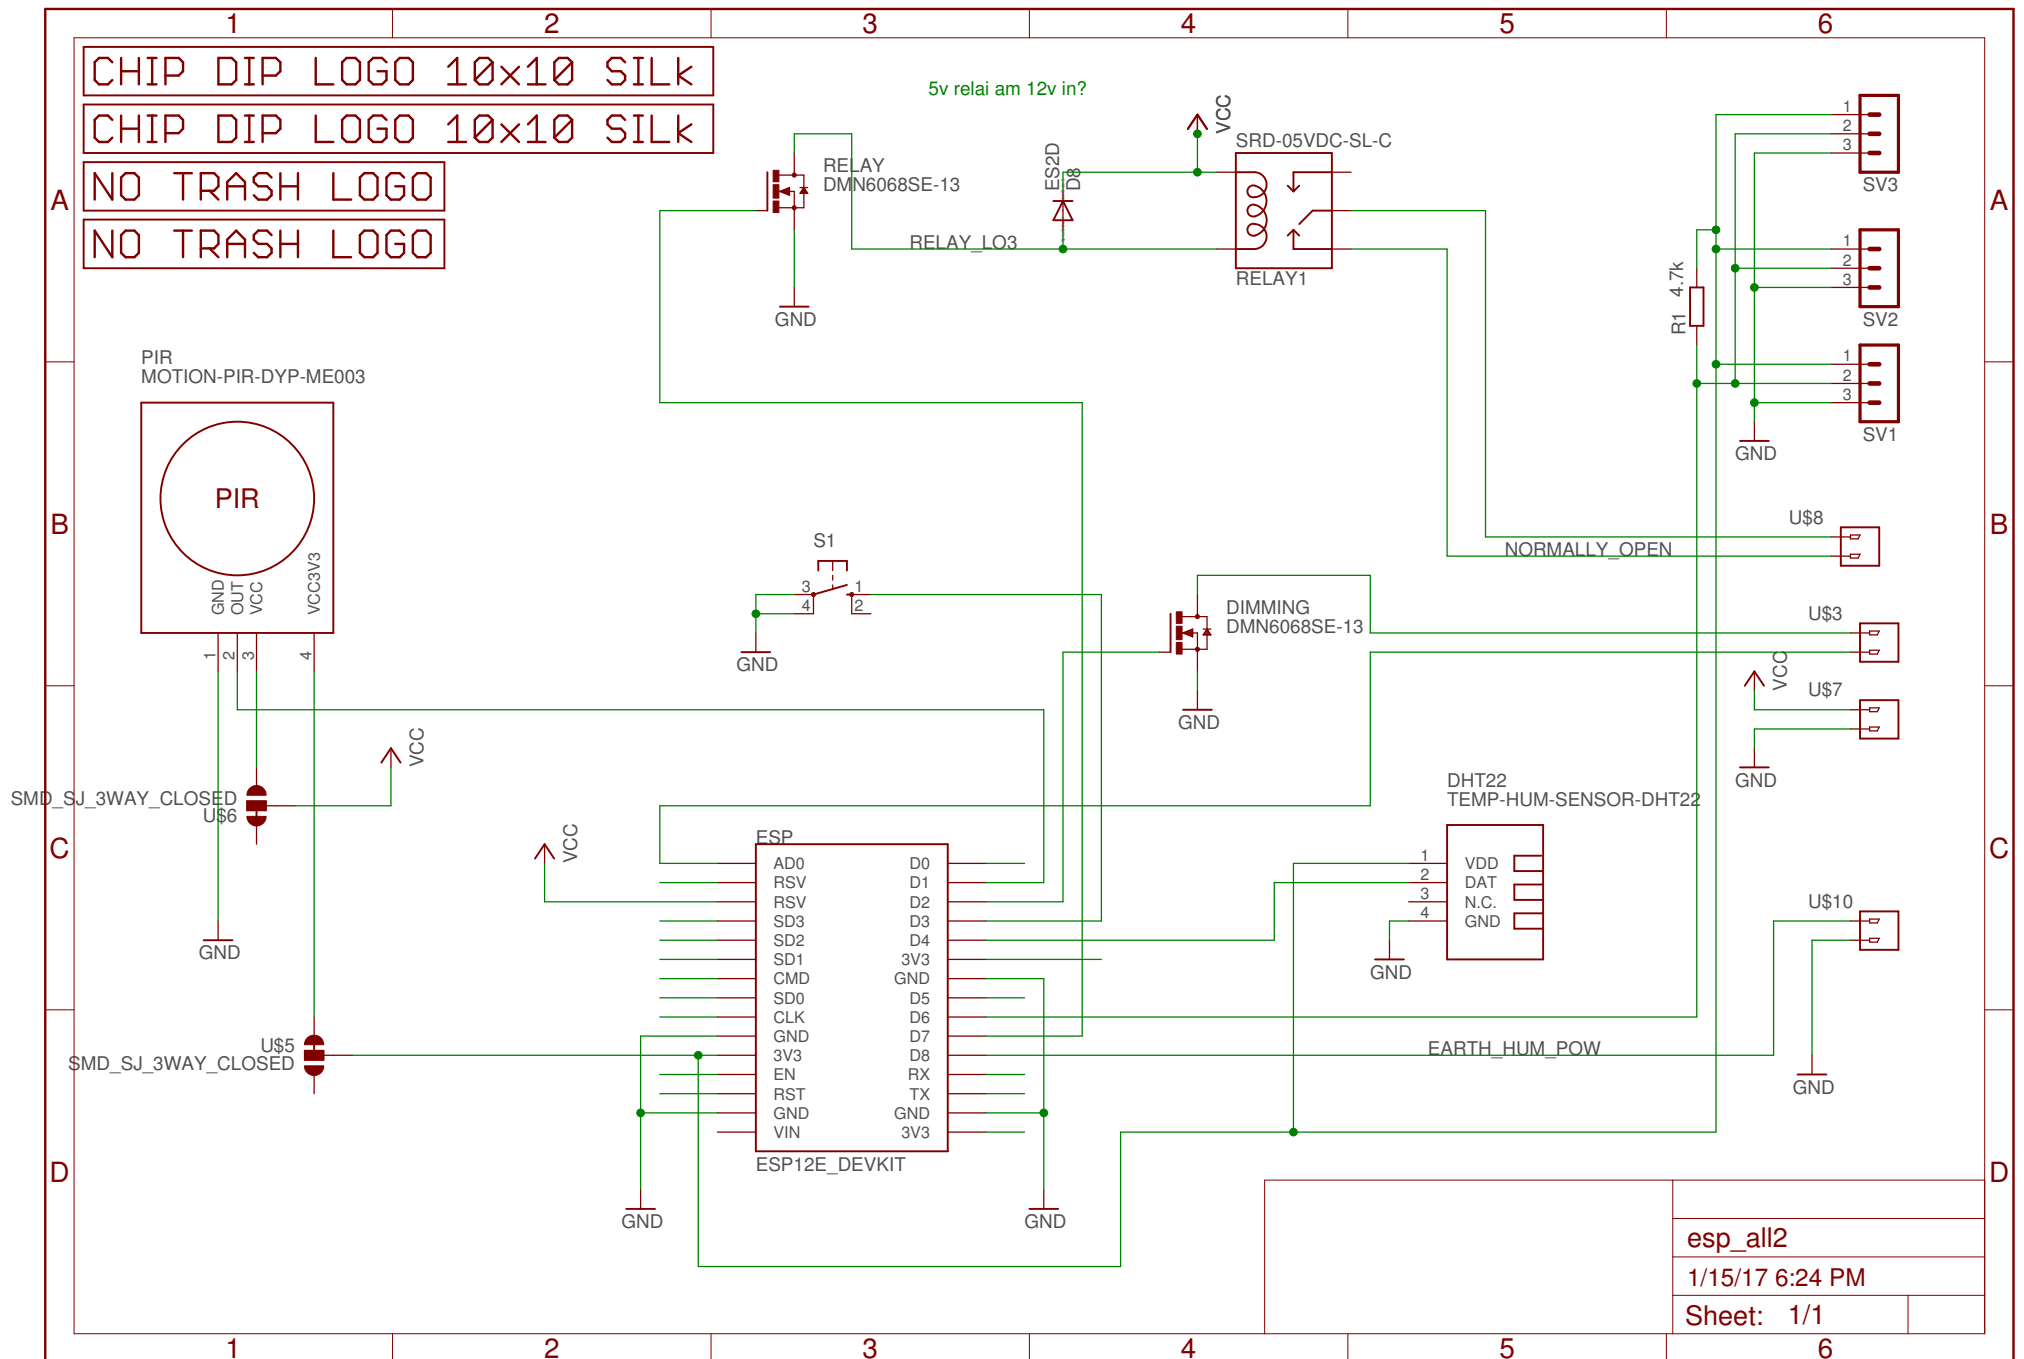 1 2 3 4 5 6
CHIP DIP LOGO 10x10 SILk
CHIP DIP LOGO 10x10 SILk
NO TRASH LOGO
NO TRASH LOGO
A
A
B
B
C
C
D
D
5v relai am 12v in?
RELAY
DMN6068SE-13
GND
ES2D
D8
RELAY_LO3
VCC
SRD-05VDC-SL-C
RELAY1
1
2
3
SV3
1
2
3
SV2
1
2
3
SV1
R1 4.7k
GND
PIR
MOTION-PIR-DYP-ME003
PIR
GND
OUT
VCC
VCC3V3
1
2
3
4
VCC
SMD_SJ_3WAY_CLOSED
U$6
GND
U$5
SMD_SJ_3WAY_CLOSED
S1
3 1
4 2
GND
DIMMING
DMN6068SE-13
GND
U$8
NORMALLY_OPEN
U$3
VCC
U$7
GND
DHT22
TEMP-HUM-SENSOR-DHT22
1 VDD
2 DAT
3 N.C.
4 GND
GND
U$10
EARTH_HUM_POW
GND
VCC
ESP
AD0 D0
RSV D1
RSV D2
SD3 D3
SD2 D4
SD1 3V3
CMD GND
SD0 D5
CLK D6
GND D7
3V3 D8
EN RX
RST TX
GND GND
VIN 3V3
ESP12E_DEVKIT
GND
GND
esp_all2
1/15/17 6:24 PM
Sheet: 1/1
1 2 3 4 5 6